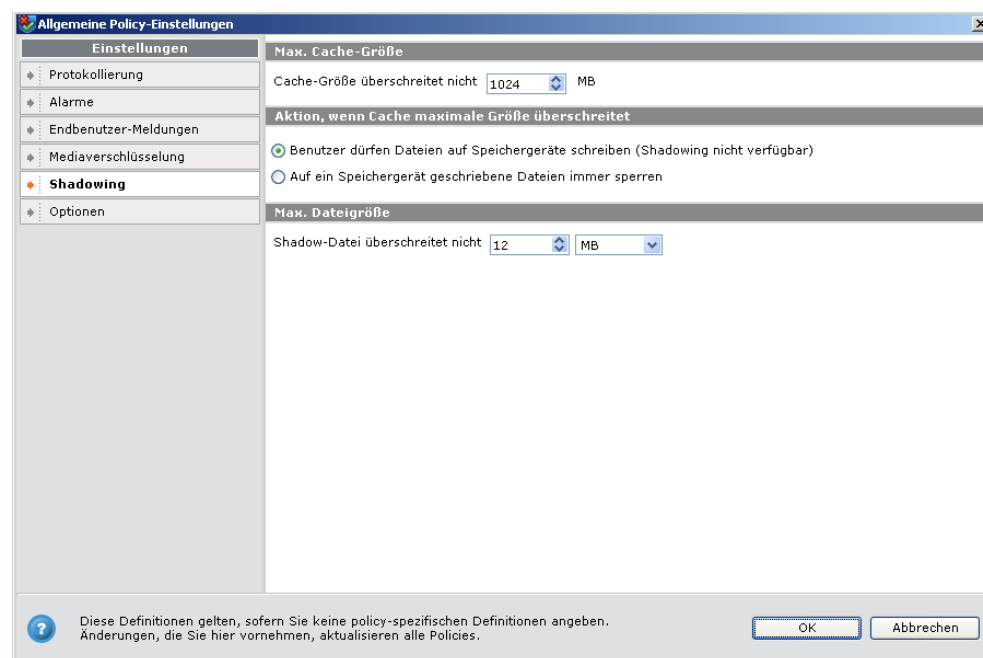 Allgemeine Policy-Einstellungen
Einstellungen
Protokollierung
Alarme
Endbenutzer-Meldungen
Mediaverschlüsselung
Shadowing
Optionen
Max. Cache-Größe
Cache-Größe überschreitet nicht 1024 MB
Aktion, wenn Cache maximale Größe überschreitet
Benutzer dürfen Dateien auf Speichergeräte schreiben (Shadowing nicht verfügbar)
Auf ein Speichergerät geschriebene Dateien immer sperren
Max. Dateigröße
Shadow-Datei überschreitet nicht 12 MB
? Diese Definitionen gelten, sofern Sie keine policy-spezifischen Definitionen angeben.
Änderungen, die Sie hier vornehmen, aktualisieren alle Policies.
OK Abbrechen